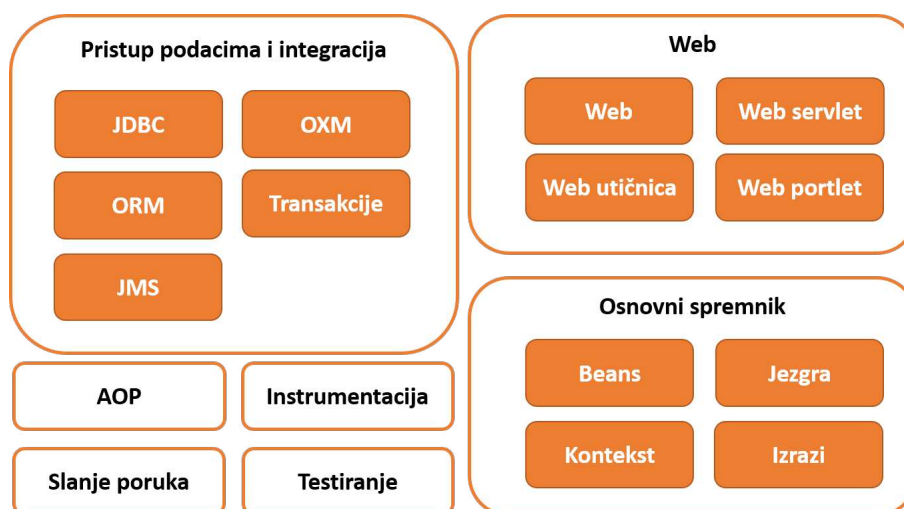 Pristup podacima i integracija
JDBC
OXM
ORM
Transakcije
JMS
AOP
Instrumentacija
Slanje poruka
Testiranje
Web
Web
Web servlet
Web utičnica
Web portlet
Osnovni spremnik
Beans
Jezgra
Kontekst
Izrazi